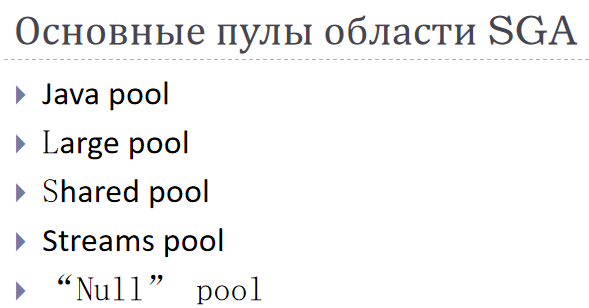 Основные пулы области SGA
Java pool
Large pool
Shared pool
Streams pool
“Null” pool